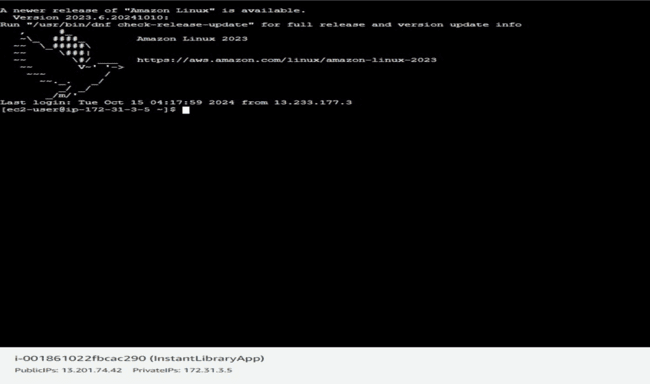 A newer release of "Amazon Linux" is available.
Version 2023.6.20241010:
Run "/usr/bin/dnf check-release-update" for full release and version update info
Amazon Linux 2023
https://aws.amazon.com/linux/amazon-linux-2023
Last login: Tue Oct 15 04:17:59 2024 from 13.233.177.3
[ec2-user@ip-172-31-3-5 ~]$
i-001861022fbcac290 (InstantLibraryApp)
PublicIPs: 13.201.74.42 PrivateIPs: 172.31.3.5